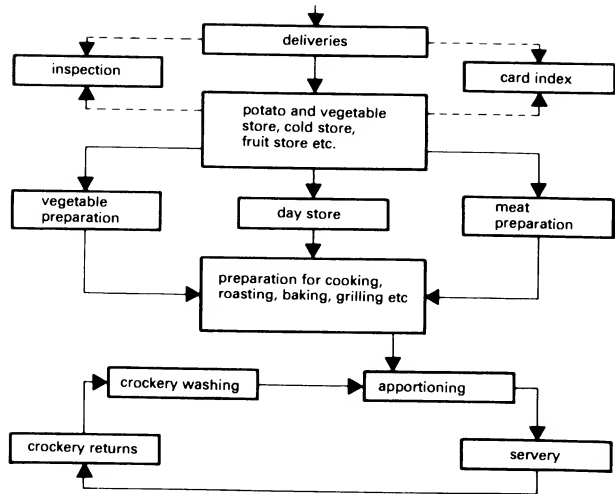 deliveries
inspection
card index
potato and vegetable
store, cold store,
fruit store etc.
vegetable
preparation
day store
meat
preparation
preparation for cooking,
roasting, baking, grilling etc
crockery washing
apportioning
crockery returns
servery